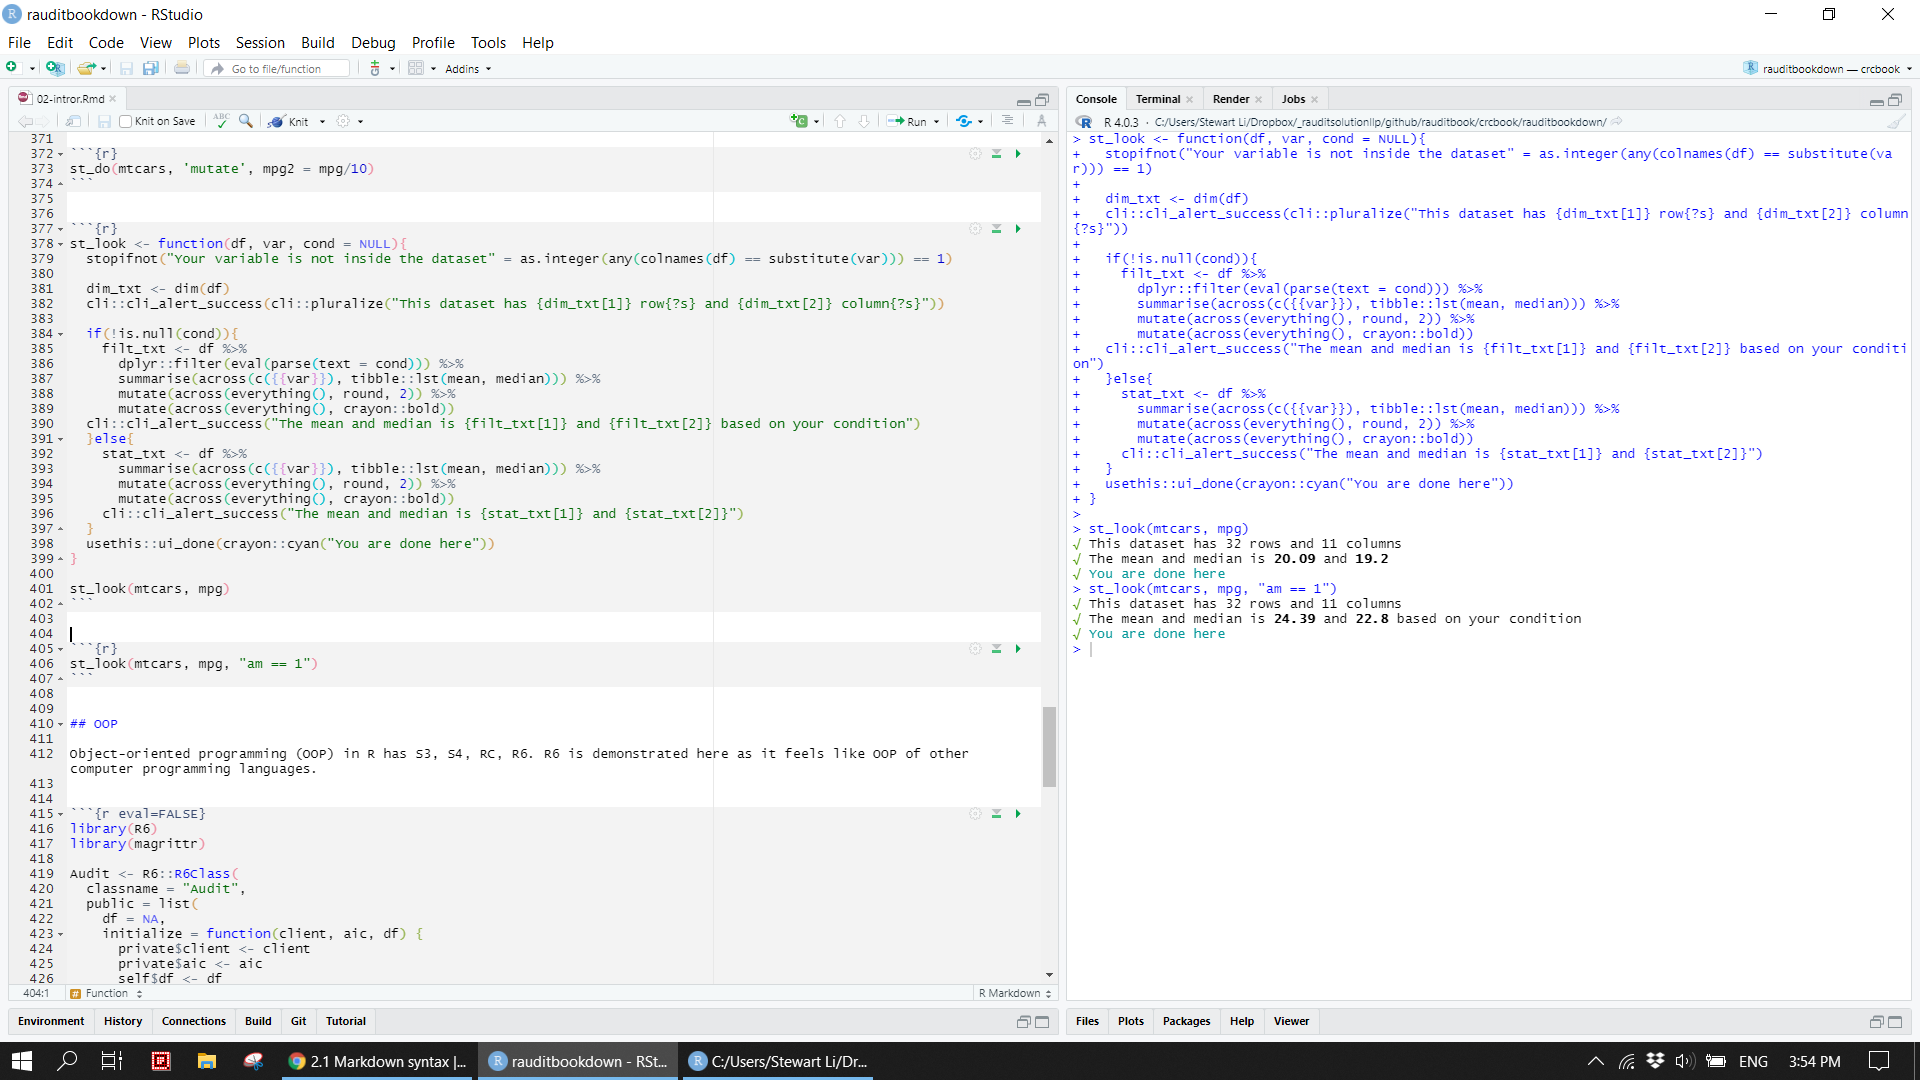 rauditbookdown - RStudio
File Edit Code View Plots Session Build Debug Profile Tools Help
Go to file/function Addins rauditbookdown — crcbook
02-intror.Rmd
Knit on Save ABC Knit Run
371
372 ```{r}
373 st_do(mtcars, 'mutate', mpg2 = mpg/10)
374 ```
375
376
377 ```{r}
378 st_look <- function(df, var, cond = NULL){
379 stopifnot("Your variable is not inside the dataset" = as.integer(any(colnames(df) == substitute(var))) == 1)
380
381 dim_txt <- dim(df)
382 cli::cli_alert_success(cli::pluralize("This dataset has {dim_txt[1]} row{?s} and {dim_txt[2]} column{?s}"))
383
384 if(!is.null(cond)){
385 filt_txt <- df %>%
386 dplyr::filter(eval(parse(text = cond))) %>%
387 summarise(across(c({{var}}), tibble::lst(mean, median))) %>%
388 mutate(across(everything(), round, 2)) %>%
389 mutate(across(everything(), crayon::bold))
390 cli::cli_alert_success("The mean and median is {filt_txt[1]} and {filt_txt[2]} based on your condition")
391 }else{
392 stat_txt <- df %>%
393 summarise(across(c({{var}}), tibble::lst(mean, median))) %>%
394 mutate(across(everything(), round, 2)) %>%
395 mutate(across(everything(), crayon::bold))
396 cli::cli_alert_success("The mean and median is {stat_txt[1]} and {stat_txt[2]}")
397 }
398 usethis::ui_done(crayon::cyan("You are done here"))
399 }
400
401 st_look(mtcars, mpg)
402 ```
403
404
405 ```{r}
406 st_look(mtcars, mpg, "am == 1")
407 ```
408
409
410 ## OOP
411
412 Object-oriented programming (OOP) in R has S3, S4, RC, R6. R6 is demonstrated here as it feels like OOP of other
computer programming languages.
413
414
415 ```{r eval=FALSE}
416 library(R6)
417 library(magrittr)
418
419 Audit <- R6::R6Class(
420 classname = "Audit",
421 public = list(
422 df = NA,
423 initialize = function(client, aic, df) {
424 private$client <- client
425 private$aic <- aic
426 self$df <- df
404:1 # Function R Markdown
Environment History Connections Build Git Tutorial
Console Terminal Render Jobs
R 4.0.3 · C:/Users/Stewart Li/Dropbox/_rauditsolutionllp/github/rauditbook/crcbook/rauditbookdown/
> st_look <- function(df, var, cond = NULL){
+ stopifnot("Your variable is not inside the dataset" = as.integer(any(colnames(df) == substitute(va
r))) == 1)
+
+ dim_txt <- dim(df)
+ cli::cli_alert_success(cli::pluralize("This dataset has {dim_txt[1]} row{?s} and {dim_txt[2]} column
{?s}"))
+
+ if(!is.null(cond)){
+ filt_txt <- df %>%
+ dplyr::filter(eval(parse(text = cond))) %>%
+ summarise(across(c({{var}}), tibble::lst(mean, median))) %>%
+ mutate(across(everything(), round, 2)) %>%
+ mutate(across(everything(), crayon::bold))
+ cli::cli_alert_success("The mean and median is {filt_txt[1]} and {filt_txt[2]} based on your conditi
on")
+ }else{
+ stat_txt <- df %>%
+ summarise(across(c({{var}}), tibble::lst(mean, median))) %>%
+ mutate(across(everything(), round, 2)) %>%
+ mutate(across(everything(), crayon::bold))
+ cli::cli_alert_success("The mean and median is {stat_txt[1]} and {stat_txt[2]}")
+ }
+ usethis::ui_done(crayon::cyan("You are done here"))
+ }
>
> st_look(mtcars, mpg)
√ This dataset has 32 rows and 11 columns
√ The mean and median is 20.09 and 19.2
√ You are done here
> st_look(mtcars, mpg, "am == 1")
√ This dataset has 32 rows and 11 columns
√ The mean and median is 24.39 and 22.8 based on your condition
√ You are done here
>
Files Plots Packages Help Viewer
2.1 Markdown syntax |... rauditbookdown - RSt... C:/Users/Stewart Li/Dr... ENG 3:54 PM